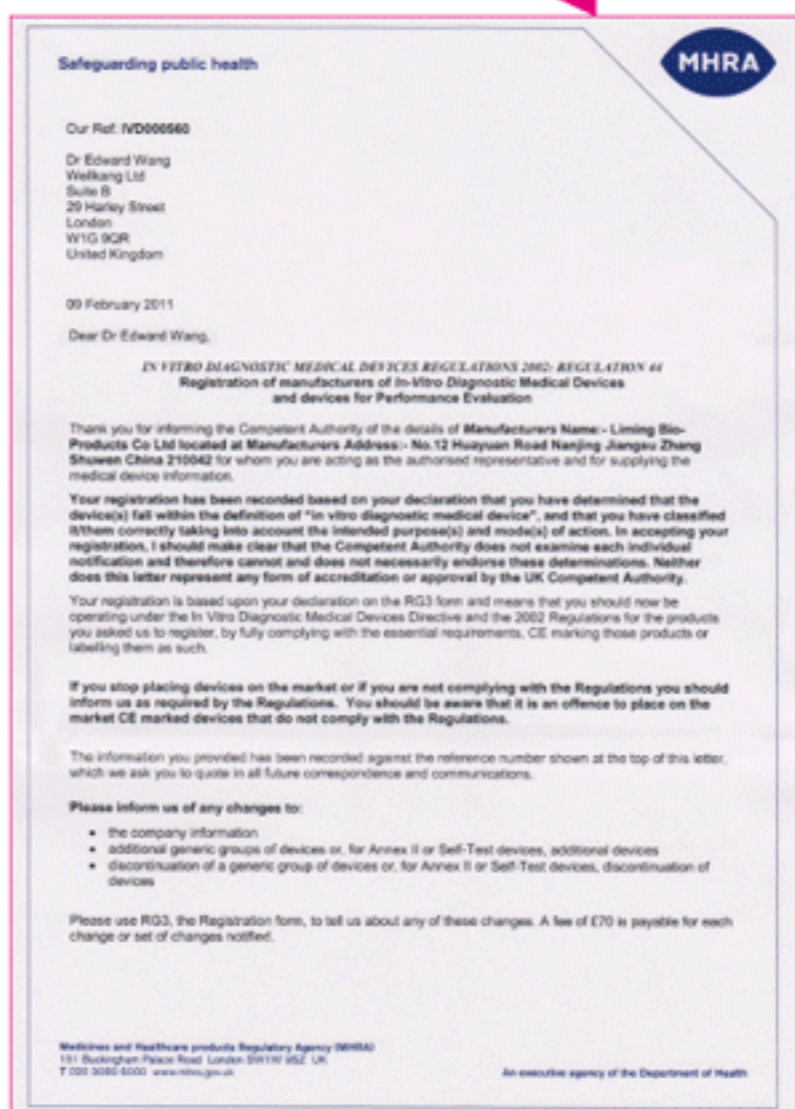 Safeguarding public health
MHRA
Our Ref: IVD000560
Dr Edward Wang
Wellkang Ltd
Suite B
29 Harley Street
London
W1G 9QR
United Kingdom
09 February 2011
Dear Dr Edward Wang,
IN VITRO DIAGNOSTIC MEDICAL DEVICES REGULATIONS 2002: REGULATION 44
Registration of manufacturers of In-Vitro Diagnostic Medical Devices
and devices for Performance Evaluation
Thank you for informing the Competent Authority of the details of Manufacturers Name:- Liming Bio-
Products Co Ltd located at Manufacturers Address:- No.12 Huayuan Road Nanjing Jiangsu Zhang
Shuwen China 210042 for whom you are acting as the authorised representative and for supplying the
medical device information.
Your registration has been recorded based on your declaration that you have determined that the
device(s) fall within the definition of "in vitro diagnostic medical device", and that you have classified
it/them correctly taking into account the intended purpose(s) and mode(s) of action. In accepting your
registration, I should make clear that the Competent Authority does not examine each individual
notification and therefore cannot and does not necessarily endorse these determinations. Neither
does this letter represent any form of accreditation or approval by the UK Competent Authority.
Your registration is based upon your declaration on the RG3 form and means that you should now be
operating under the In Vitro Diagnostic Medical Devices Directive and the 2002 Regulations for the products
you asked us to register, by fully complying with the essential requirements, CE marking those products or
labelling them as such.
If you stop placing devices on the market or if you are not complying with the Regulations you should
inform us as required by the Regulations. You should be aware that it is an offence to place on the
market CE marked devices that do not comply with the Regulations.
The information you provided has been recorded against the reference number shown at the top of this letter,
which we ask you to quote in all future correspondence and communications.
Please inform us of any changes to:
• the company information
• additional generic groups of devices or, for Annex II or Self-Test devices, additional devices
• discontinuation of a generic group of devices or, for Annex II or Self-Test devices, discontinuation of
devices
Please use RG3, the Registration form, to tell us about any of these changes. A fee of £70 is payable for each
change or set of changes notified.
Medicines and Healthcare products Regulatory Agency (MHRA)
151 Buckingham Palace Road London SW1W 9SZ UK
T 020 3080 6000 www.mhra.gov.uk
An executive agency of the Department of Health